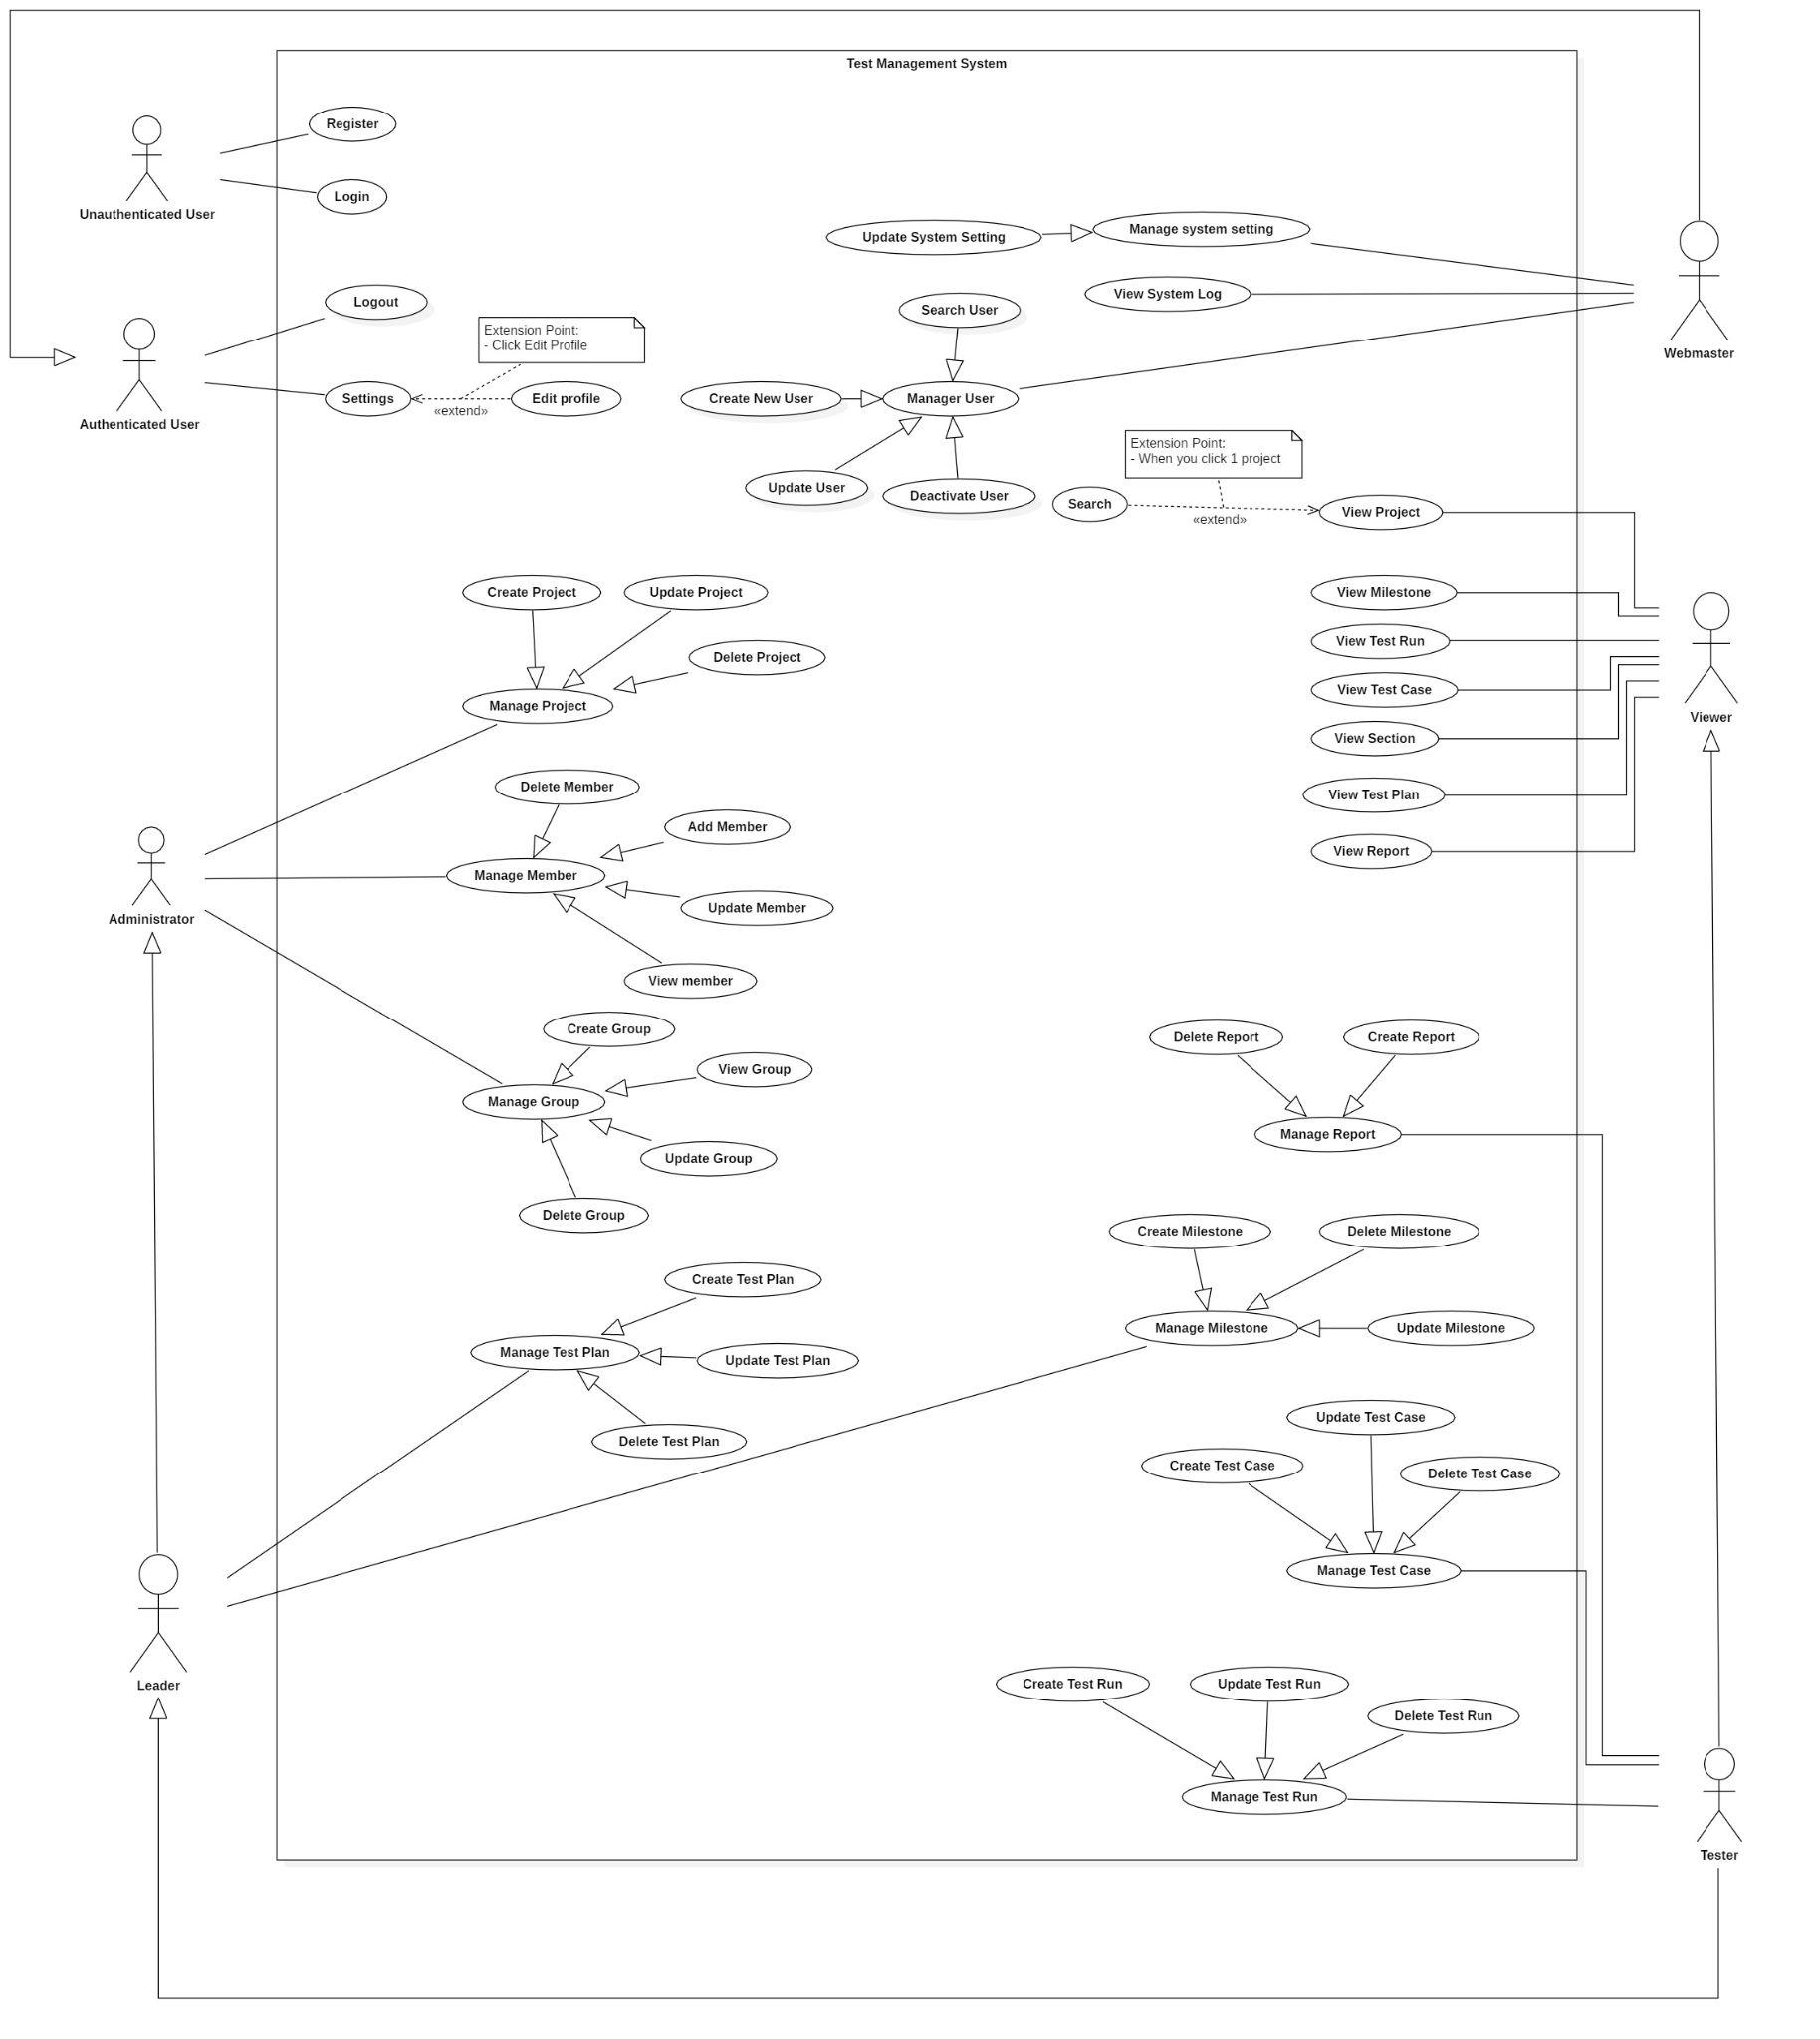 Test Management System
Register
Login
Unauthenticated User
Update System Setting
Manage system setting
View System Log
Webmaster
Logout
Search User
Extension Point:
- Click Edit Profile
Authenticated User
Settings
«extend»
Edit profile
Create New User
Manager User
Update User
Deactivate User
Extension Point:
- When you click 1 project
Search
«extend»
View Project
Create Project
Update Project
Delete Project
Manage Project
View Milestone
View Test Run
View Test Case
View Section
View Test Plan
View Report
Viewer
Delete Member
Add Member
Manage Member
Update Member
View member
Administrator
Create Group
View Group
Manage Group
Update Group
Delete Group
Delete Report
Create Report
Manage Report
Create Milestone
Delete Milestone
Manage Milestone
Update Milestone
Create Test Plan
Manage Test Plan
Update Test Plan
Delete Test Plan
Update Test Case
Create Test Case
Delete Test Case
Manage Test Case
Leader
Create Test Run
Update Test Run
Delete Test Run
Manage Test Run
Tester